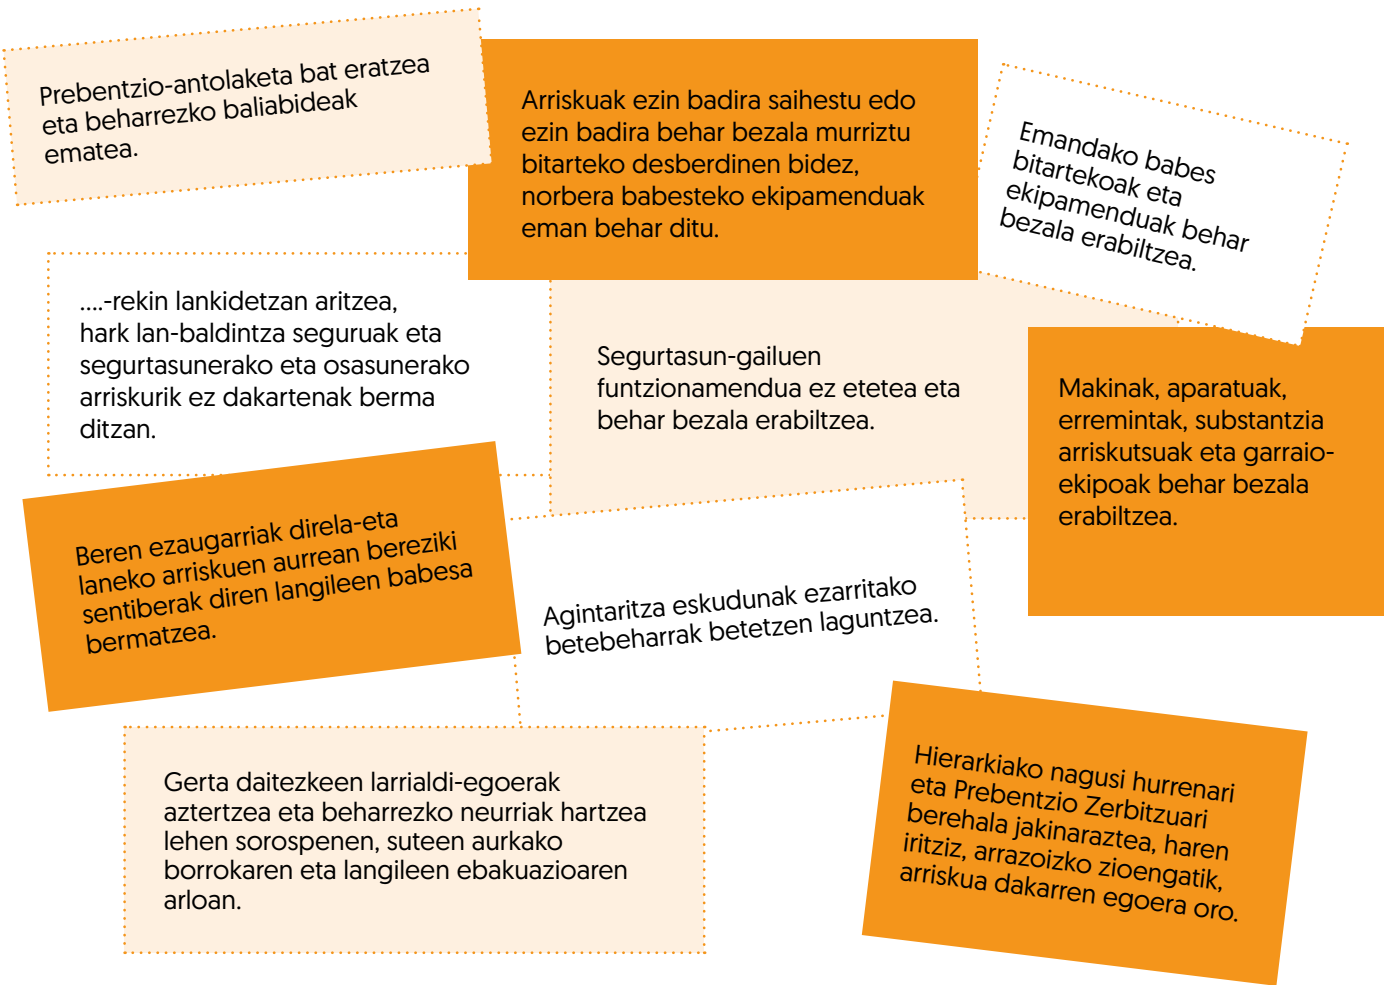 Prebentzio-antolaketa bat eratzea
eta beharrezko baliabideak
ematea.
Arriskuak ezin badira saihestu edo
ezin badira behar bezala murriztu
bitarteko desberdinen bidez,
norbera babesteko ekipamenduak
eman behar ditu.
Emandako babes
bitartekoak eta
ekipamenduak behar
bezala erabiltzea.
....-rekin lankidetzan aritzea,
hark lan-baldintza seguruak eta
segurtasunerako eta osasunerako
arriskurik ez dakartenak berma
ditzan.
Segurtasun-gailuen
funtzionamendua ez etetea eta
behar bezala erabiltzea.
Makinak, aparatuak,
erremintak, substantzia
arriskutsuak eta garraio-
ekipoak behar bezala
erabiltzea.
Beren ezaugarriak direla-eta
laneko arriskuen aurrean bereziki
sentiberak diren langileen babesa
bermatzea.
Agintaritza eskudunak ezarritako
betebeharrak betetzen laguntzea.
Gerta daitezkeen larrialdi-egoerak
aztertzea eta beharrezko neurriak hartzea
lehen sorospenen, suteen aurkako
borrokaren eta langileen ebakuazioaren
arloan.
Hierarkiako nagusi hurrenari
eta Prebentzio Zerbitzuari
berehala jakinaraztea, haren
iritziz, arrazoizko zioengatik,
arriskua dakarren egoera oro.